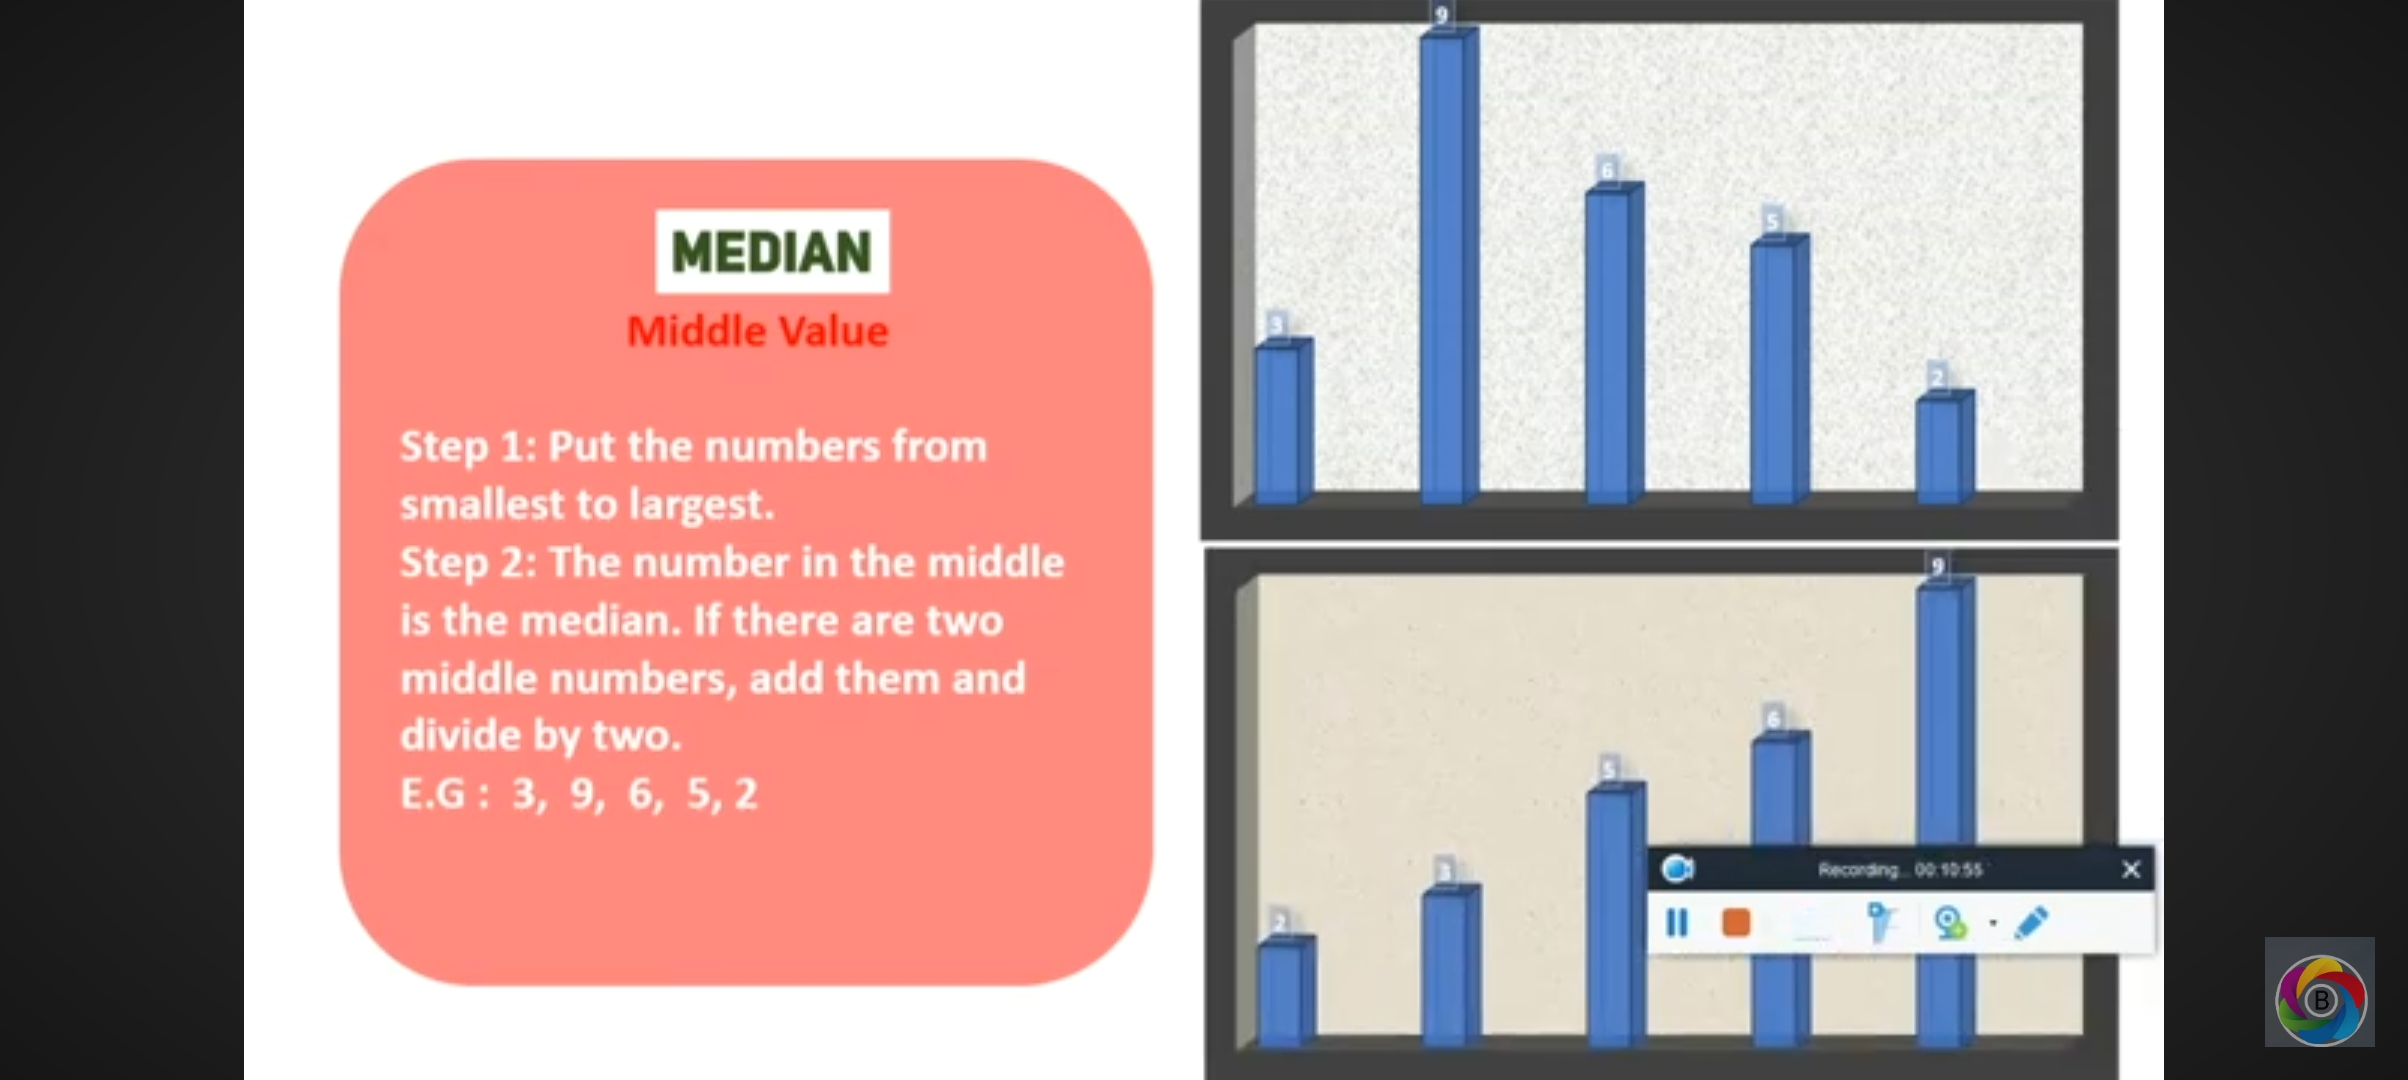 MEDIAN
Middle Value
Step 1: Put the numbers from
smallest to largest.
Step 2: The number in the middle
is the median. If there are two
middle numbers, add them and
divide by two.
E.G : 3, 9, 6, 5, 2
9
6
5
3
2
9
6
5
3
2
Recording... 00:10:55
B